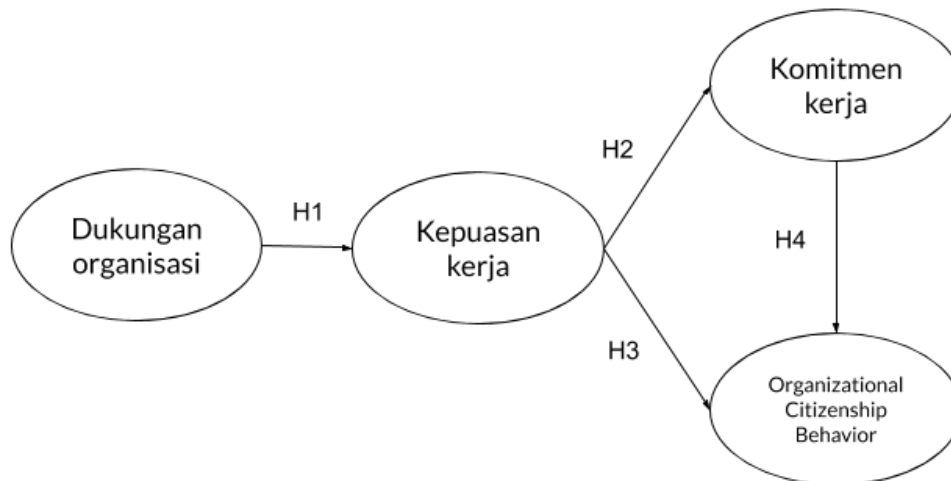 Dukungan
organisasi
H1
Kepuasan
kerja
H2
Komitmen
kerja
H3
H4
Organizational
Citizenship
Behavior